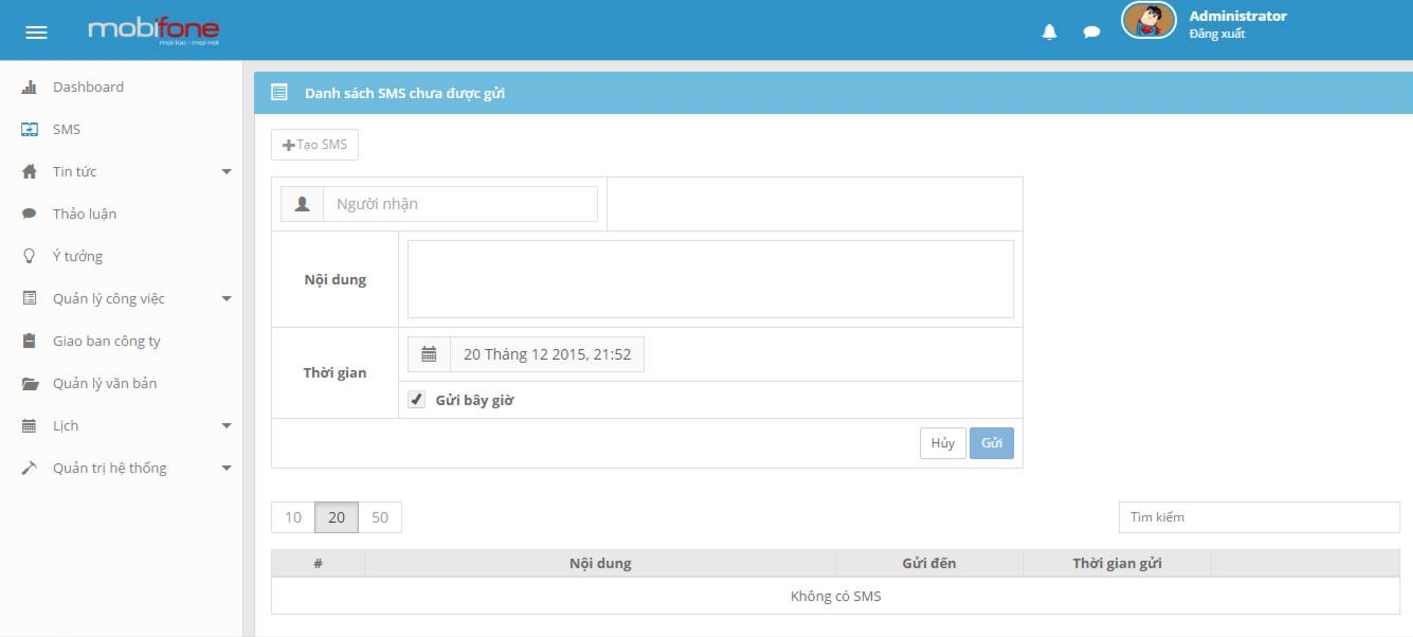 mobifone
mọi lúc - mọi nơi
Administrator
Đăng xuất
Dashboard
SMS
Tin tức
Thảo luận
Ý tưởng
Quản lý công việc
Giao ban công ty
Quản lý văn bản
Lịch
Quản trị hệ thống
Danh sách SMS chưa được gửi
Tạo SMS
Người nhận
Nội dung
Thời gian
20 Tháng 12 2015, 21:52
Gửi bây giờ
Hủy Gửi
10 20 50
Tìm kiếm
# Nội dung Gửi đến Thời gian gửi
Không có SMS